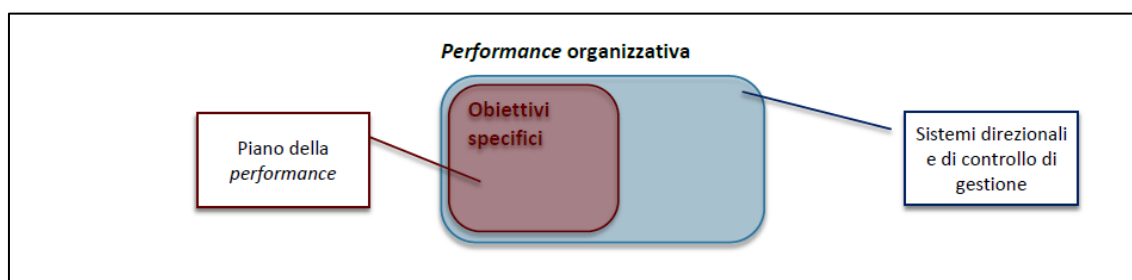 Performance organizzativa
Obiettivi
specifici
Piano della
performance
Sistemi direzionali
e di controllo di
gestione